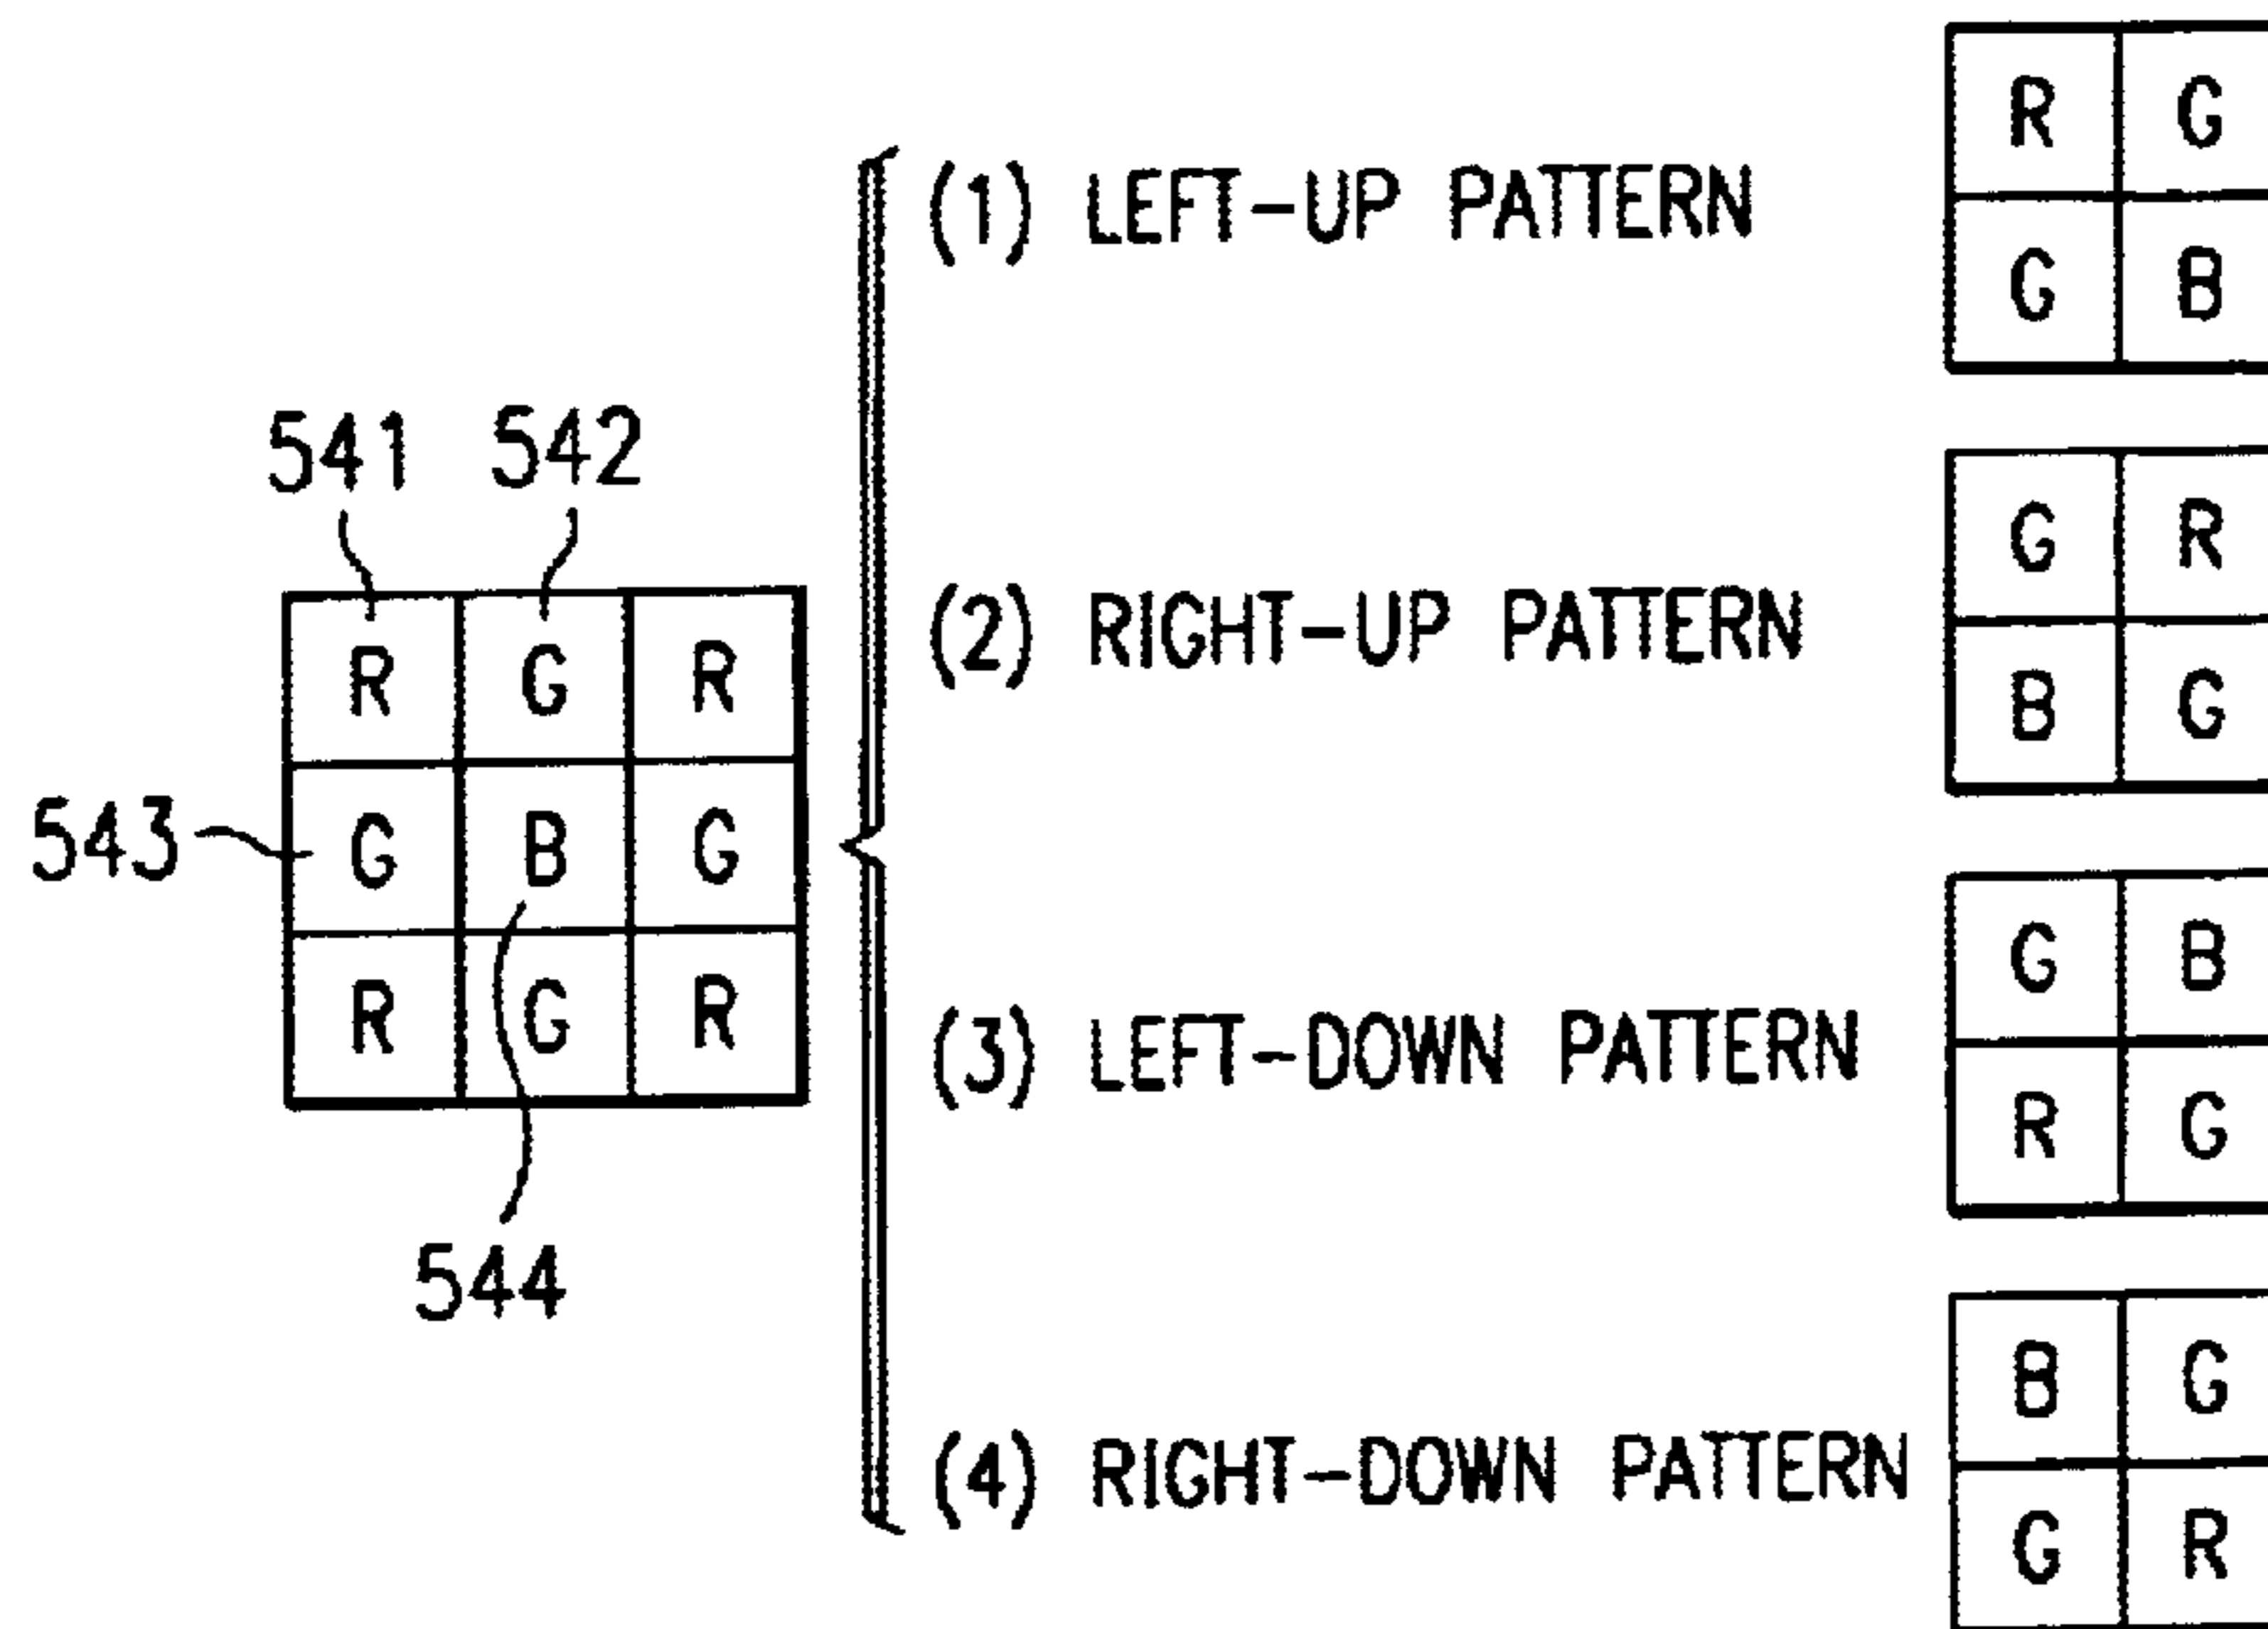 541 542
R G R
543 G B G
R G R
544
(1) LEFT-UP PATTERN
R G
G B
(2) RIGHT-UP PATTERN
G R
B G
(3) LEFT-DOWN PATTERN
G B
R G
(4) RIGHT-DOWN PATTERN
B G
G R